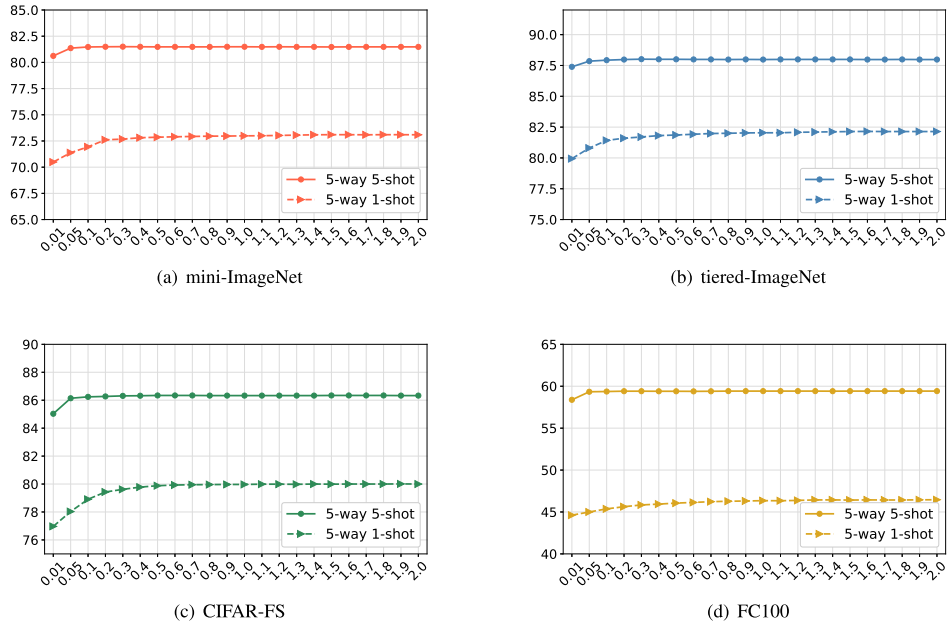 85.0
82.5
80.0
77.5
75.0
72.5
70.0
67.5
65.0
5-way 5-shot
5-way 1-shot
0.01 0.05 0.1 0.2 0.3 0.4 0.5 0.6 0.7 0.8 0.9 1.0 1.1 1.2 1.3 1.4 1.5 1.6 1.7 1.8 1.9 2.0
(a) mini-ImageNet
90.0
87.5
85.0
82.5
80.0
77.5
75.0
5-way 5-shot
5-way 1-shot
0.01 0.05 0.1 0.2 0.3 0.4 0.5 0.6 0.7 0.8 0.9 1.0 1.1 1.2 1.3 1.4 1.5 1.6 1.7 1.8 1.9 2.0
(b) tiered-ImageNet
90
88
86
84
82
80
78
76
5-way 5-shot
5-way 1-shot
0.01 0.05 0.1 0.2 0.3 0.4 0.5 0.6 0.7 0.8 0.9 1.0 1.1 1.2 1.3 1.4 1.5 1.6 1.7 1.8 1.9 2.0
(c) CIFAR-FS
65
60
55
50
45
40
5-way 5-shot
5-way 1-shot
0.01 0.05 0.1 0.2 0.3 0.4 0.5 0.6 0.7 0.8 0.9 1.0 1.1 1.2 1.3 1.4 1.5 1.6 1.7 1.8 1.9 2.0
(d) FC100